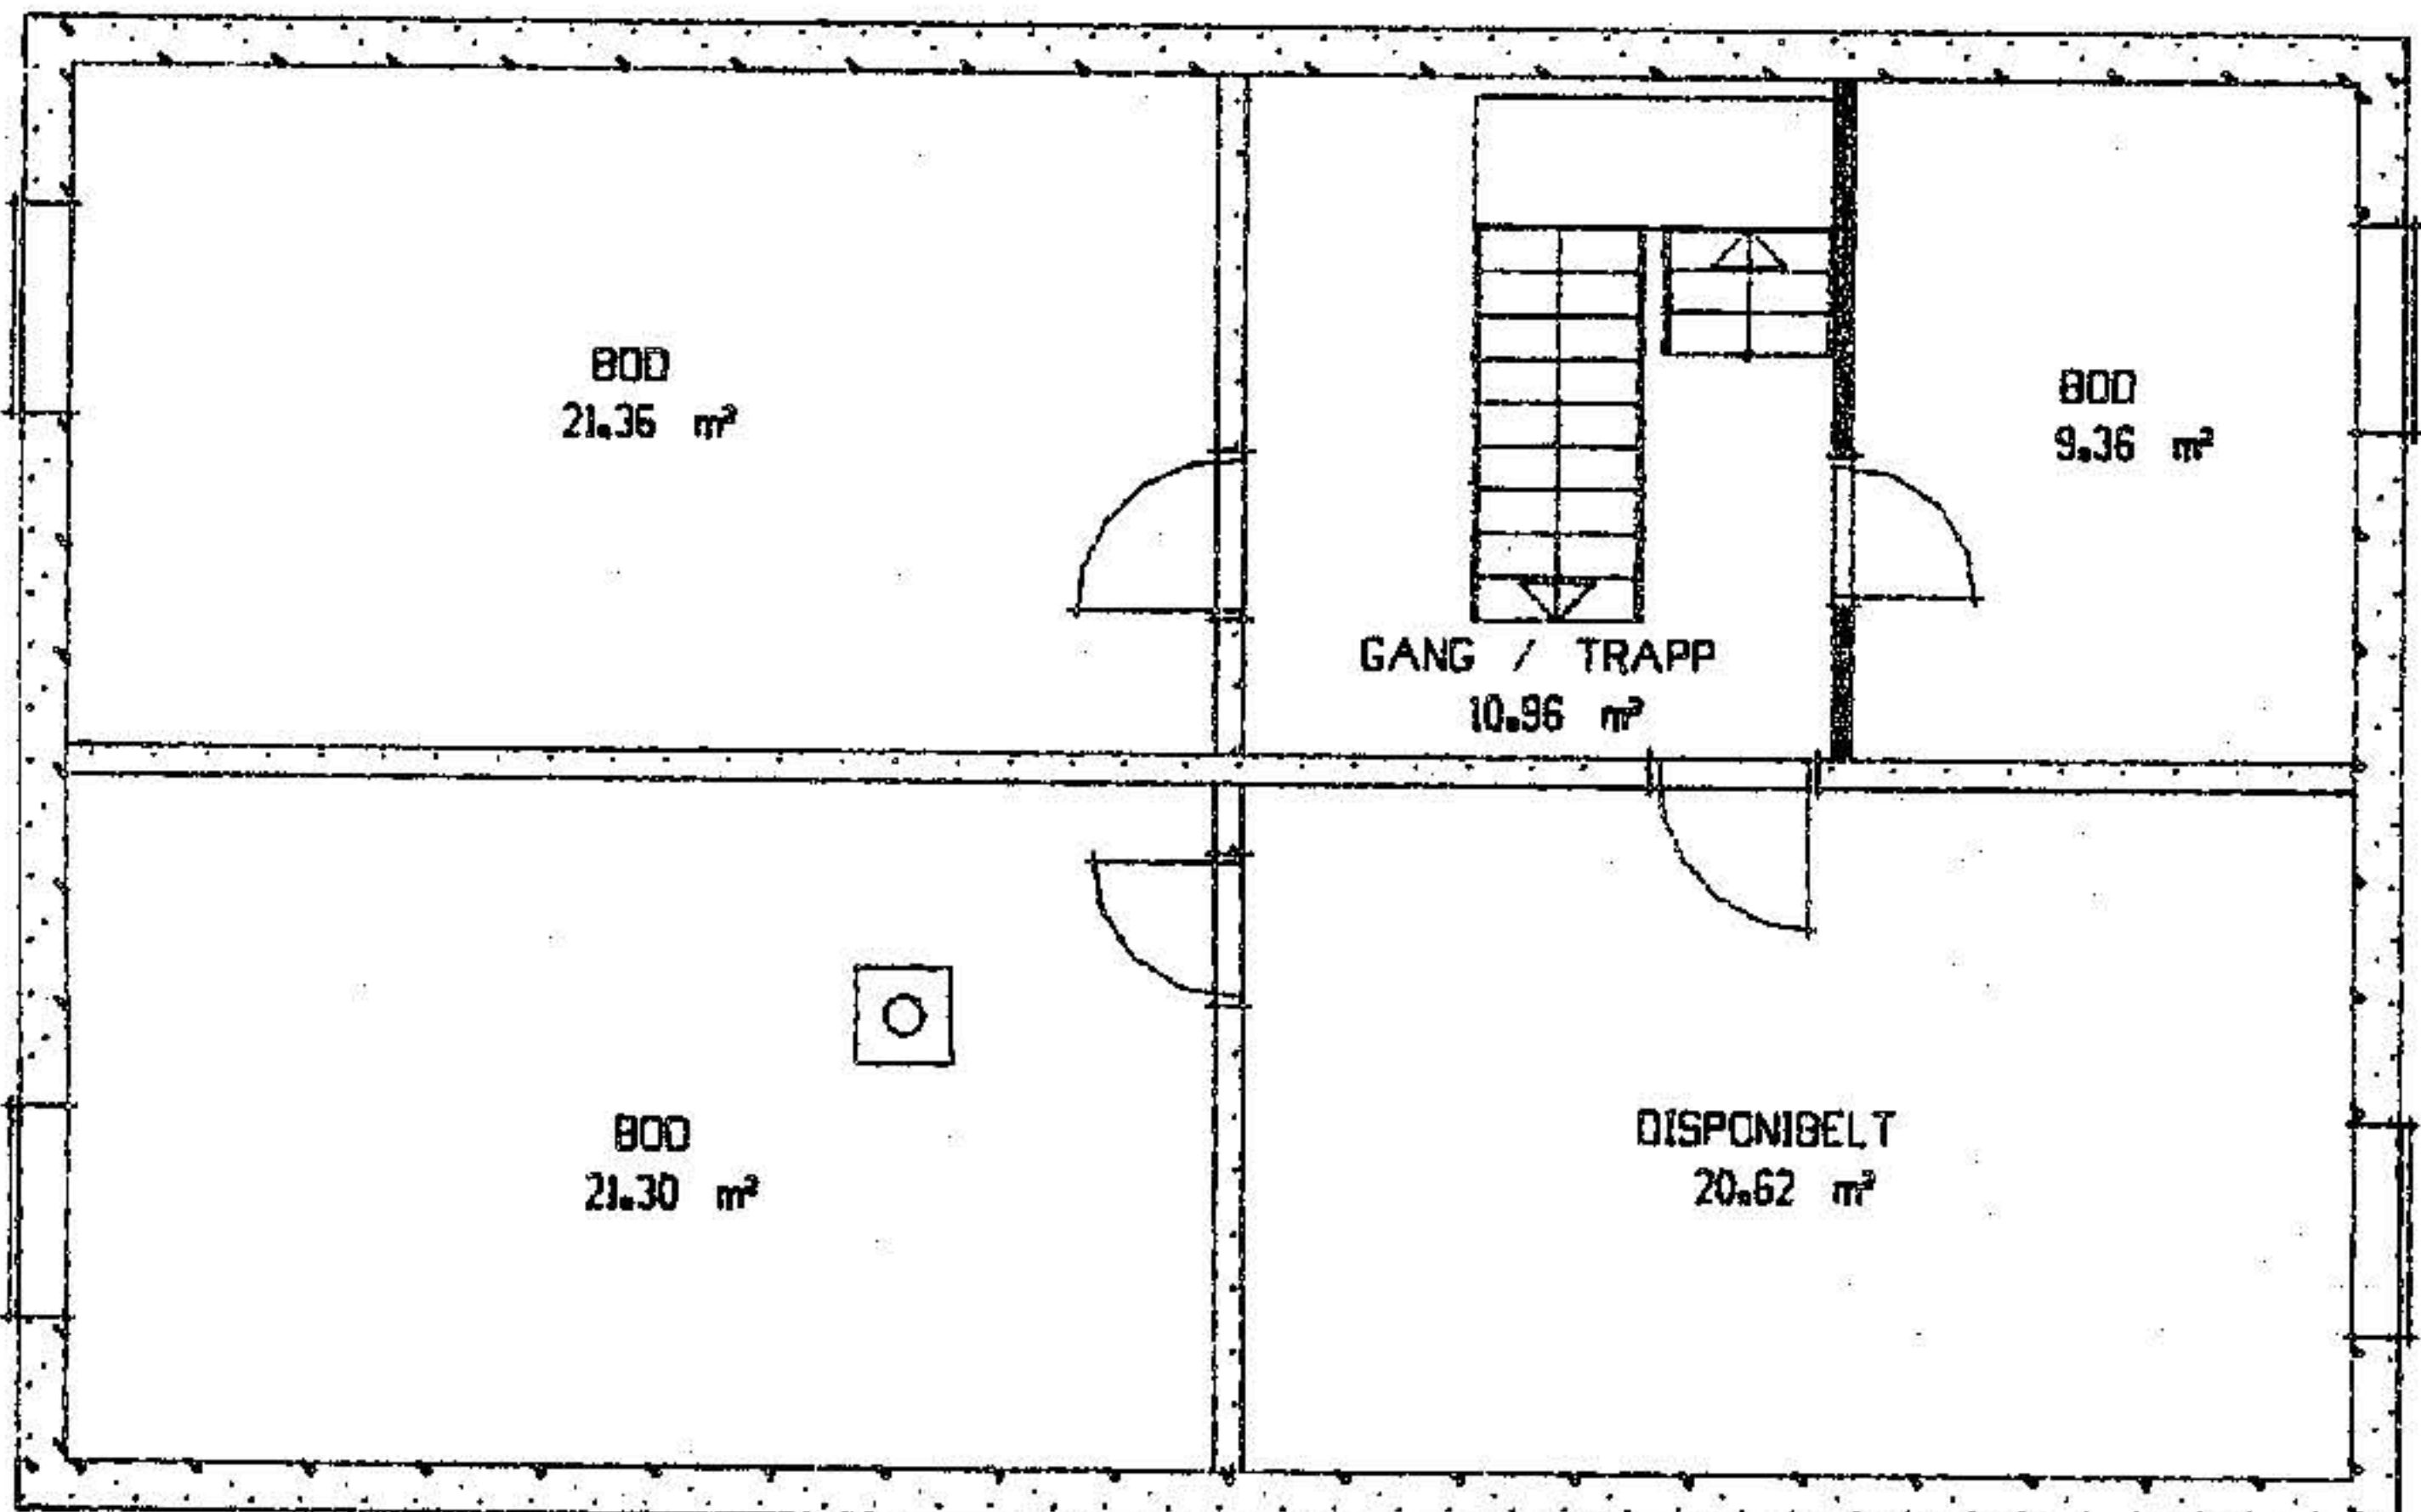 BOD
21.36 m²
BOD
9.36 m²
GANG / TRAPP
10.96 m²
BOD
21.30 m²
DISPONIBELT
20.62 m²